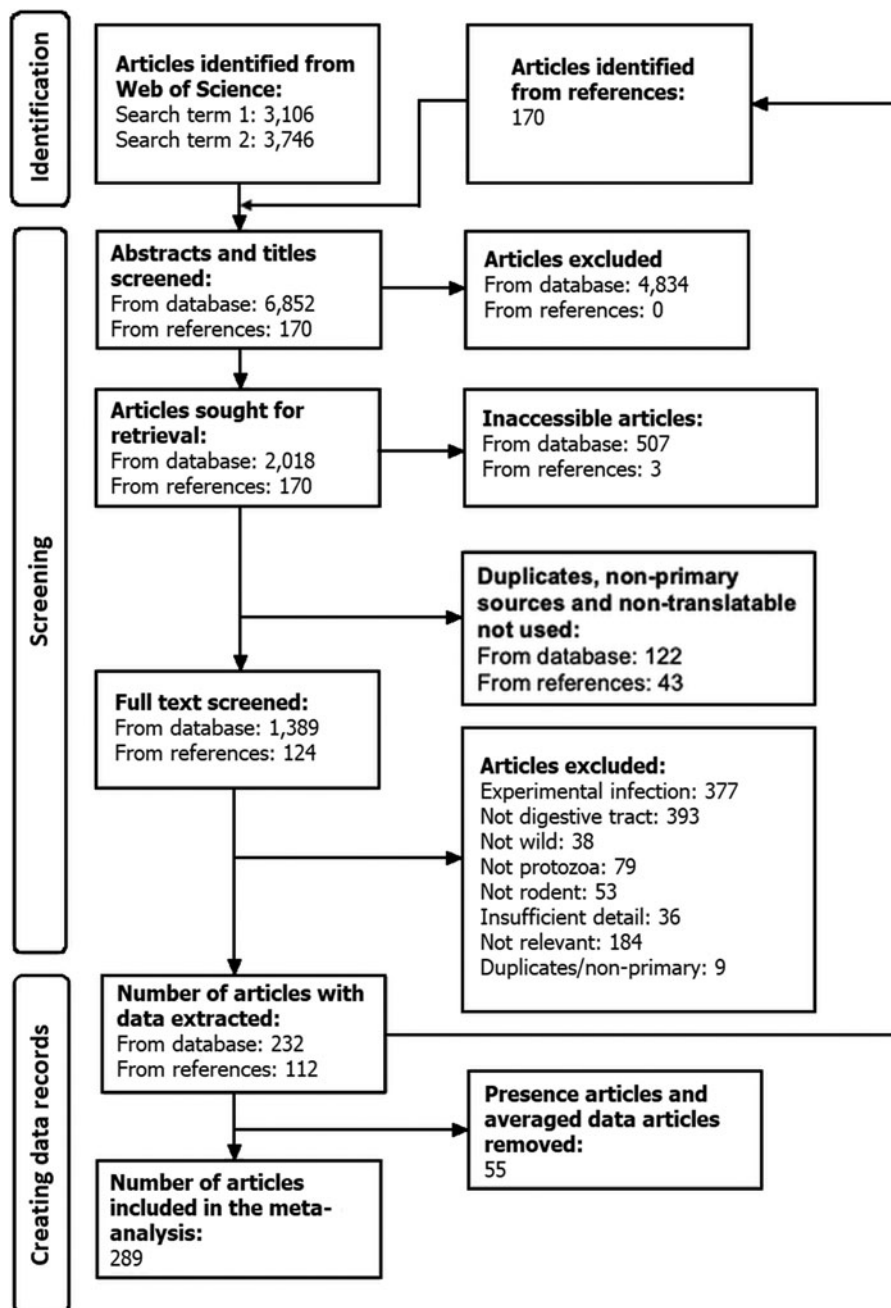 Identification
Articles identified from
Web of Science:
Search term 1: 3,106
Search term 2: 3,746
Articles identified
from references:
170
Screening
Abstracts and titles
screened:
From database: 6,852
From references: 170
Articles excluded
From database: 4,834
From references: 0
Articles sought for
retrieval:
From database: 2,018
From references: 170
Inaccessible articles:
From database: 507
From references: 3
Duplicates, non-primary
sources and non-translatable
not used:
From database: 122
From references: 43
Full text screened:
From database: 1,389
From references: 124
Articles excluded:
Experimental infection: 377
Not digestive tract: 393
Not wild: 38
Not protozoa: 79
Not rodent: 53
Insufficient detail: 36
Not relevant: 184
Duplicates/non-primary: 9
Creating data records
Number of articles with
data extracted:
From database: 232
From references: 112
Presence articles and
averaged data articles
removed:
55
Number of articles
included in the meta-
analysis:
289